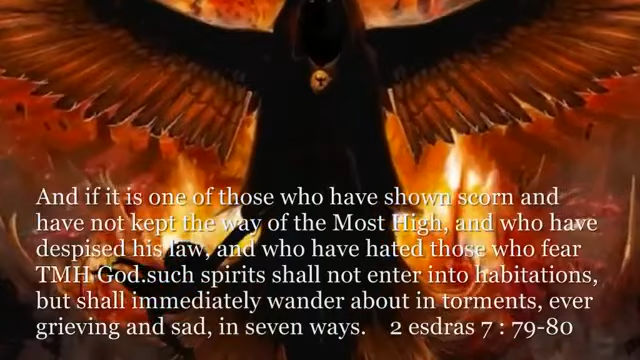 And if it is one of those who have shown scorn and
have not kept the way of the Most High, and who have
despised his law, and who have hated those who fear
TMH God.such spirits shall not enter into habitations,
but shall immediately wander about in torments, ever
grieving and sad, in seven ways. 2 esdras 7 : 79-80